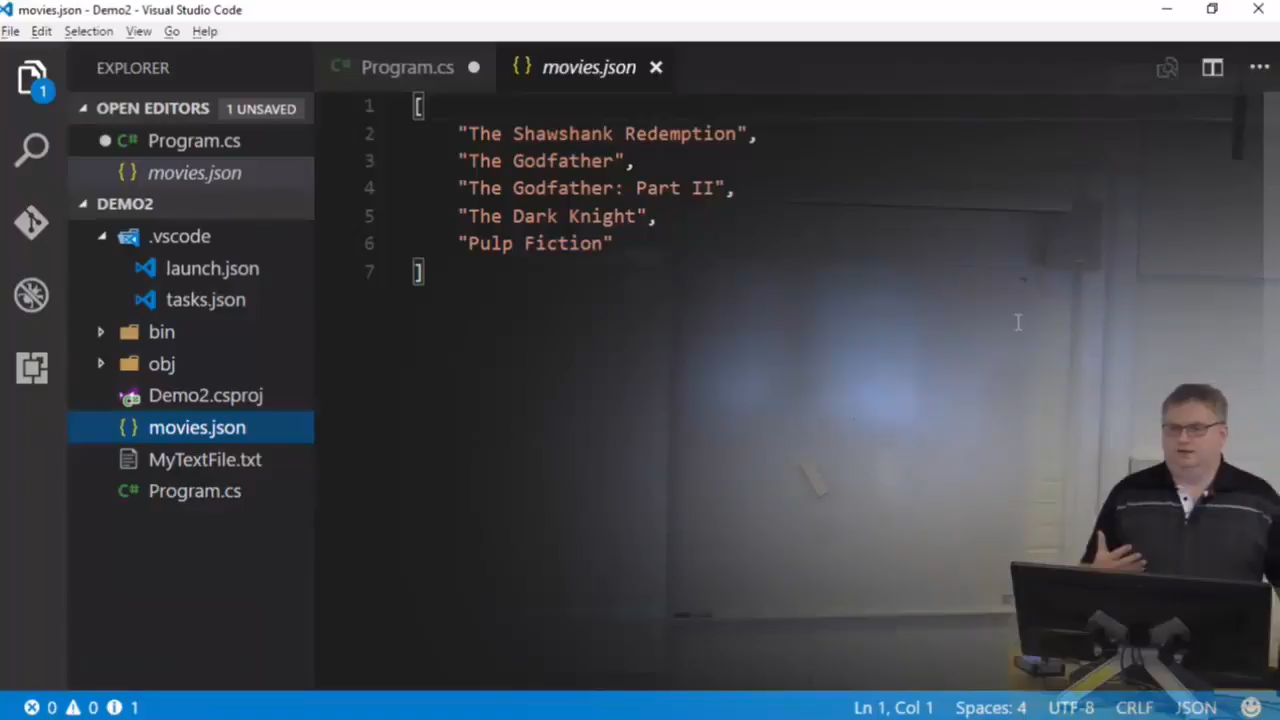 movies.json - Demo2 - Visual Studio Code
File Edit Selection View Go Help
EXPLORER
Program.cs
movies.json
OPEN EDITORS 1 UNSAVED
Program.cs
movies.json
DEMO2
.vscode
launch.json
tasks.json
bin
obj
Demo2.csproj
movies.json
MyTextFile.txt
Program.cs
1
1 [
2 "The Shawshank Redemption",
3 "The Godfather",
4 "The Godfather: Part II",
5 "The Dark Knight",
6 "Pulp Fiction"
7 ]
0 0 1 Ln 1, Col 1 Spaces: 4 UTF-8 CRLF JSON